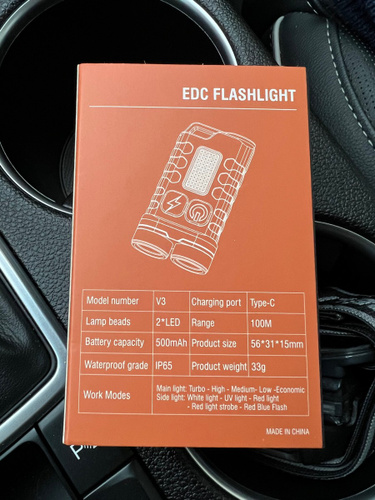 EDC FLASHLIGHT
Model number V3 Charging port Type-C
Lamp beads 2*LED Range 100M
Battery capacity 500mAh Product size 56*31*15mm
Waterproof grade IP65 Product weight 33g
Work Modes
Main light: Turbo - High - Medium- Low -Economic
Side light: White light - UV light - Red light
- Red light strobe - Red Blue Flash
MADE IN CHINA